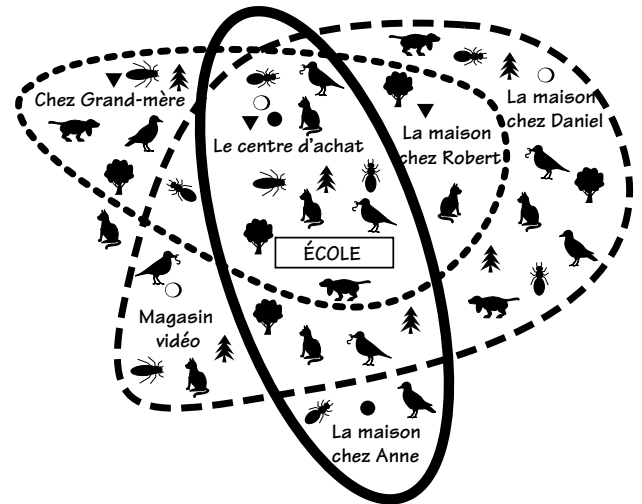 Chez Grand-mère
Le centre d'achat
La maison
chez Robert
La maison
chez Daniel
ÉCOLE
Magasin
vidéo
La maison
chez Anne